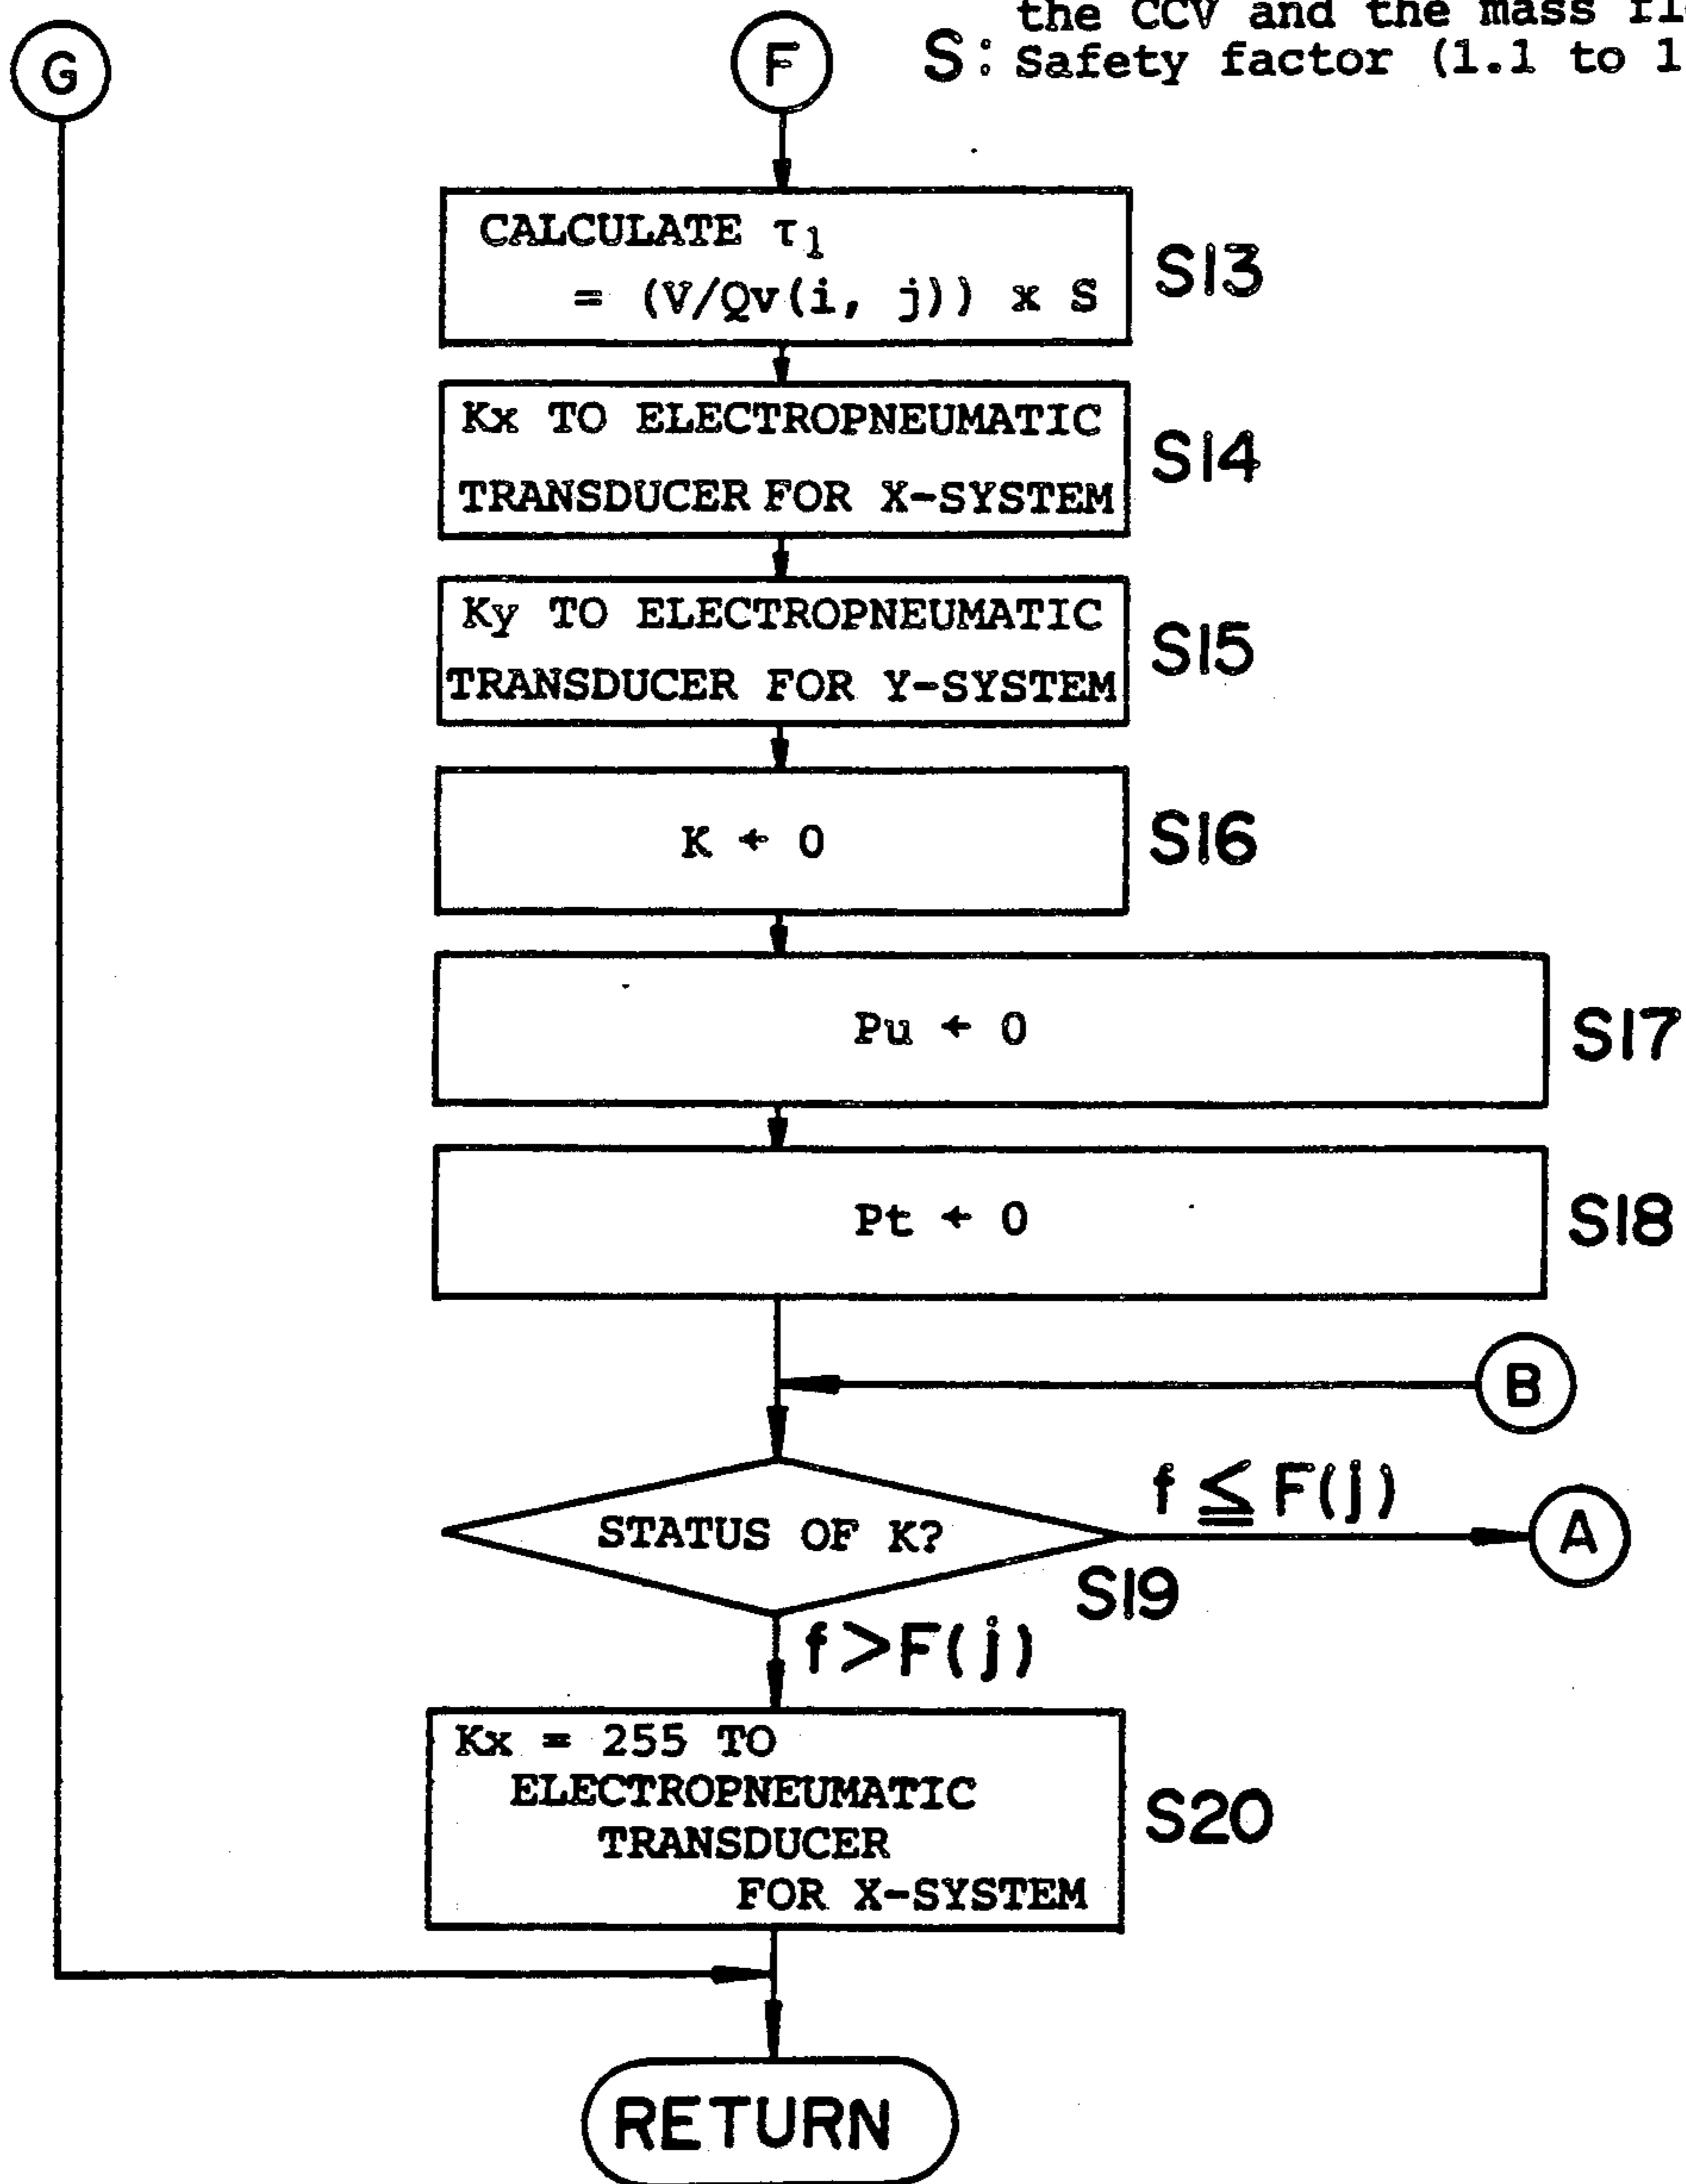 the CCV and the mass
S: Safety factor (1.1 to
G
F
CALCULATE τ1
= (V/Qv(i, j)) x S
S13
Kx TO ELECTROPNEUMATIC
TRANSDUCER FOR X-SYSTEM
S14
Ky TO ELECTROPNEUMATIC
TRANSDUCER FOR Y-SYSTEM
S15
K ← 0
S16
Pu ← 0
S17
Pt ← 0
S18
B
STATUS OF K?
f ≦ F(j)
A
S19
f>F(j)
Kx = 255 TO
ELECTROPNEUMATIC
TRANSDUCER
FOR X-SYSTEM
S20
RETURN